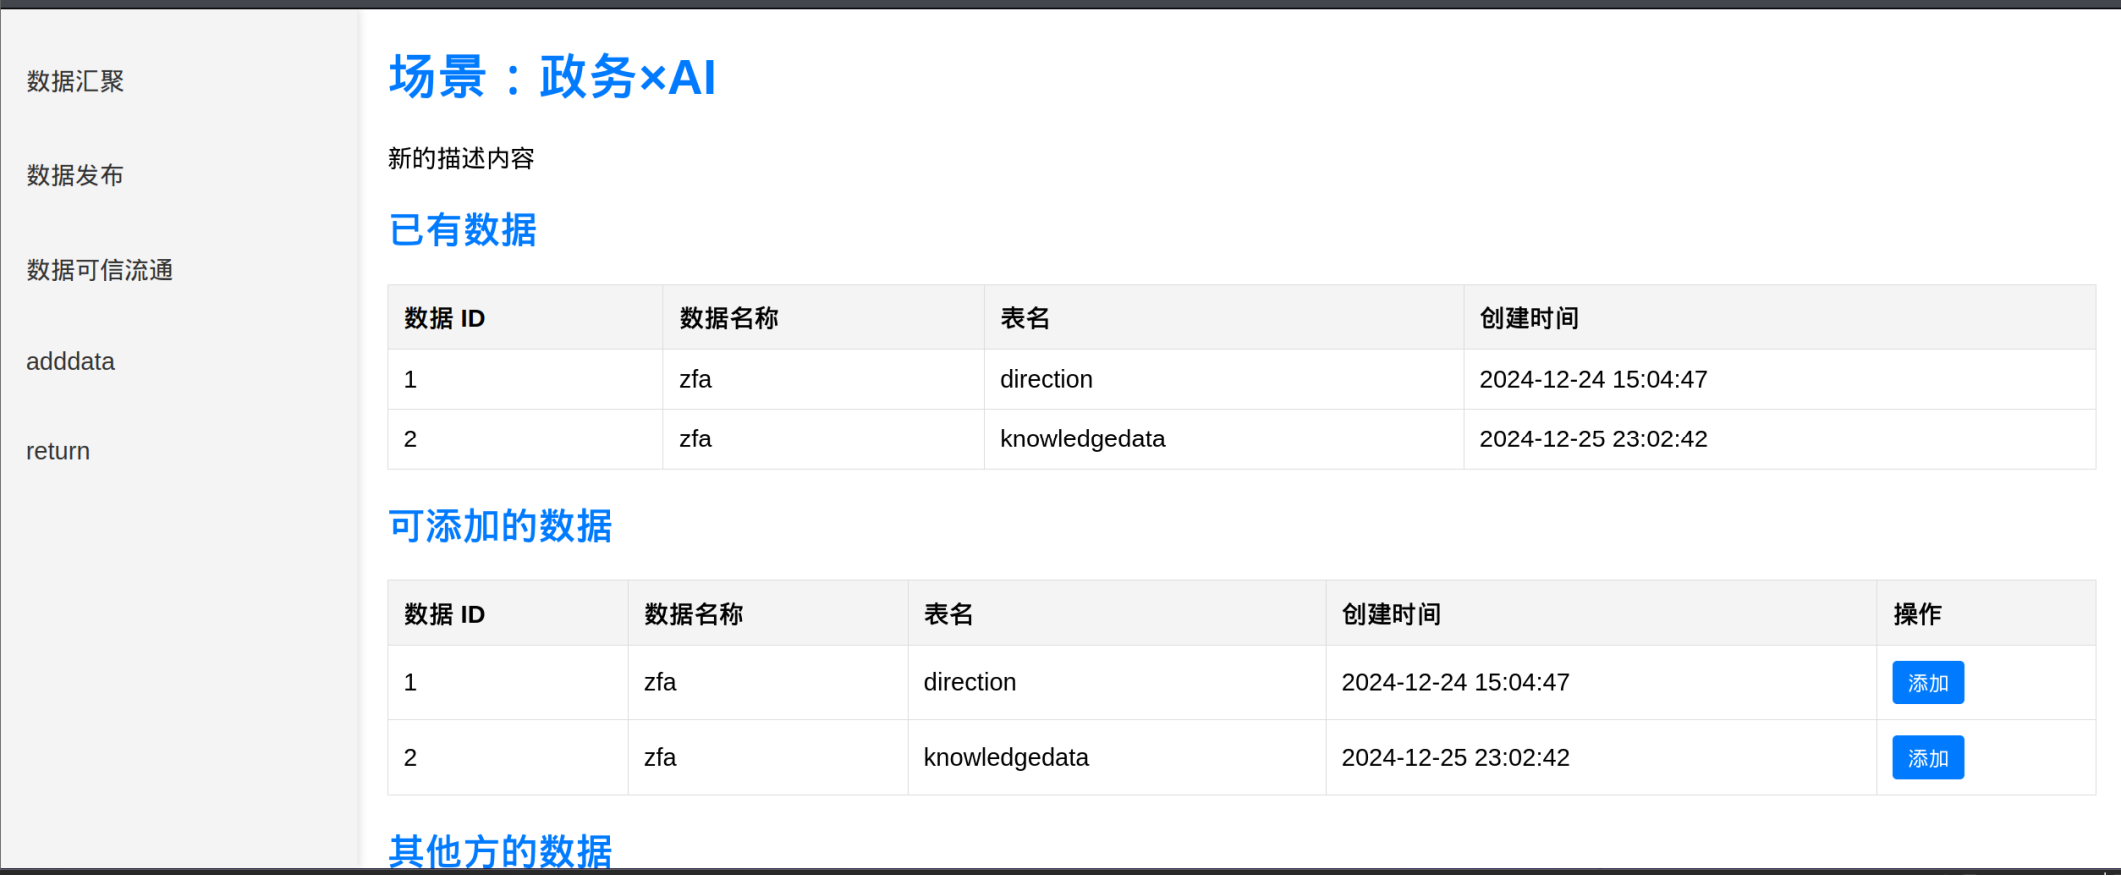 数据汇聚
数据发布
数据可信流通
adddata
return
场景：政务×AI
新的描述内容
已有数据
数据 ID 数据名称 表名 创建时间
1 zfa direction 2024-12-24 15:04:47
2 zfa knowledgedata 2024-12-25 23:02:42
可添加的数据
数据 ID 数据名称 表名 创建时间 操作
1 zfa direction 2024-12-24 15:04:47 添加
2 zfa knowledgedata 2024-12-25 23:02:42 添加
其他方的数据